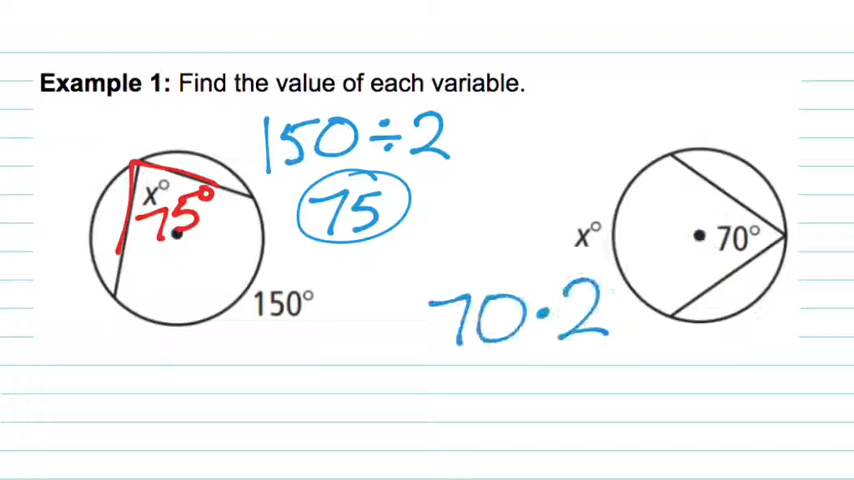 Example 1: Find the value of each variable.
150÷2
x°
75°
75
150°
x°
70°
70·2